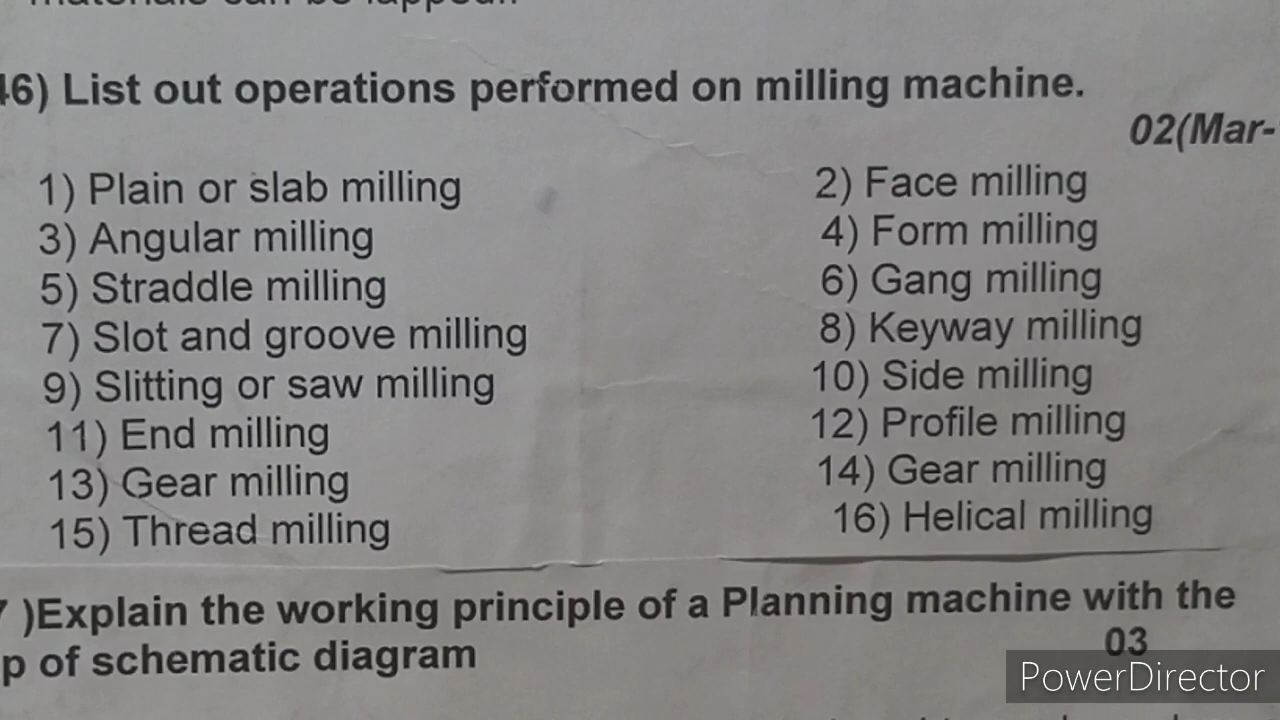 46) List out operations performed on milling machine.
02(Mar-
1) Plain or slab milling 2) Face milling
3) Angular milling 4) Form milling
5) Straddle milling 6) Gang milling
7) Slot and groove milling 8) Keyway milling
9) Slitting or saw milling 10) Side milling
11) End milling 12) Profile milling
13) Gear milling 14) Gear milling
15) Thread milling 16) Helical milling
)Explain the working principle of a Planning machine with the
p of schematic diagram 03
PowerDirector